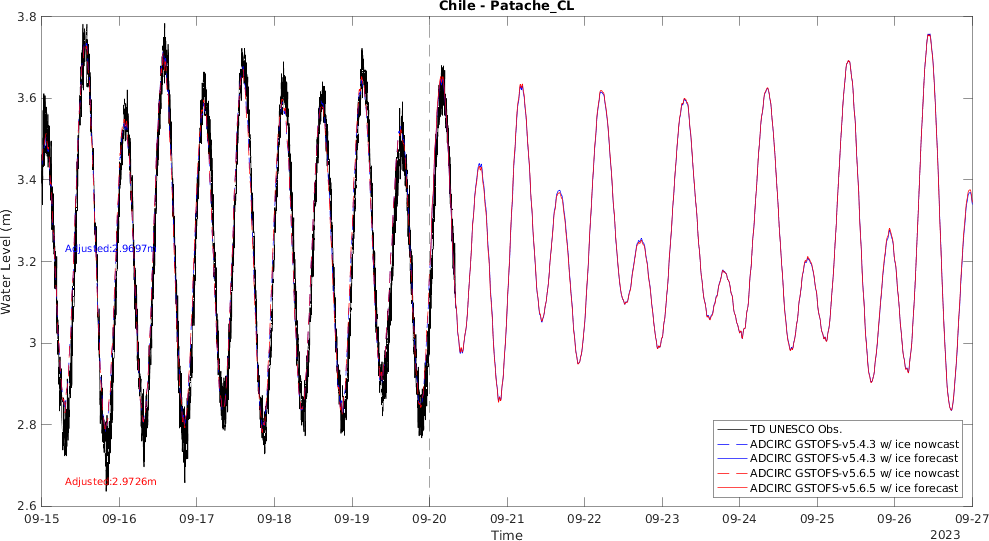 Chile - Patache_CL
3.8
3.6
3.4
3.2
3
2.8
2.6
Water Level (m)
Adjusted:2.9697m
Adjusted:2.9726m
TD UNESCO Obs.
ADCIRC GSTOFS-v5.4.3 w/ ice nowcast
ADCIRC GSTOFS-v5.4.3 w/ ice forecast
ADCIRC GSTOFS-v5.6.5 w/ ice nowcast
ADCIRC GSTOFS-v5.6.5 w/ ice forecast
09-15 09-16 09-17 09-18 09-19 09-20 09-21 09-22 09-23 09-24 09-25 09-26 09-27
Time
2023